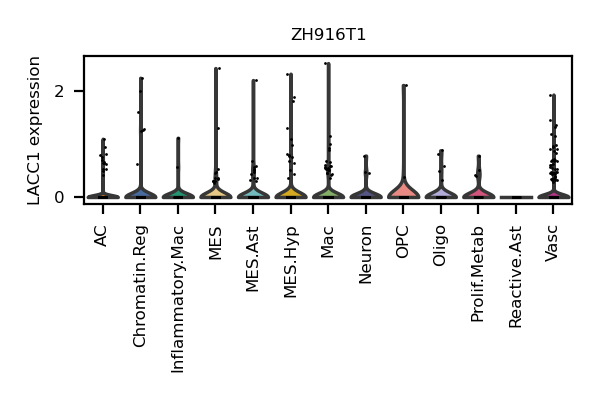 ZH916T1
LACC1 expression
2
0
AC
Chromatin.Reg
Inflammatory.Mac
MES
MES.Ast
MES.Hyp
Mac
Neuron
OPC
Oligo
Prolif.Metab
Reactive.Ast
Vasc